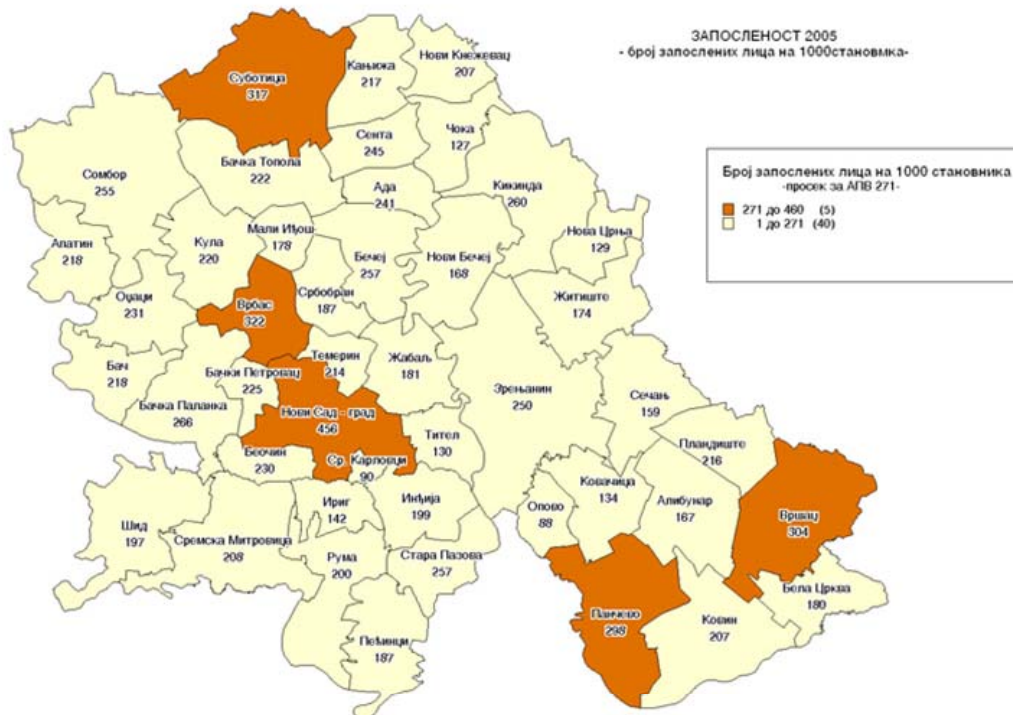 ЗАПОСЛЕНОСТ 2005
- број запослених лица на 1000становмка-
Број запослених лица на 1000 становника
-просек за АПВ 271-
271 до 460 (5)
1 до 271 (40)
Суботица
317
Кањижа
217
Нови Кнежевац
207
Сента
245
Чока
127
Сомбор
255
Бачка Топола
222
Ада
241
Кикинда
260
Апатин
218
Кула
220
Мали Иђош
178
Бечеј
257
Нови Бечеј
168
Нова Црња
129
Оџаци
231
Врбас
322
Србобран
187
Житиште
174
Бач
218
Бачки Петровац
225
Темерин
214
Жабаљ
181
Зрењанин
250
Сечањ
159
Бачка Паланка
266
Нови Сад - град
456
Тител
130
Пландиште
216
Беочин
230
Ср Карловци
90
Ковачица
134
Алибунар
167
Вршац
304
Опово
88
Шид
197
Сремска Митровица
208
Ириг
142
Инђија
199
Рума
200
Стара Пазова
257
Панчево
298
Бела Црква
180
Ковин
207
Пећинци
187